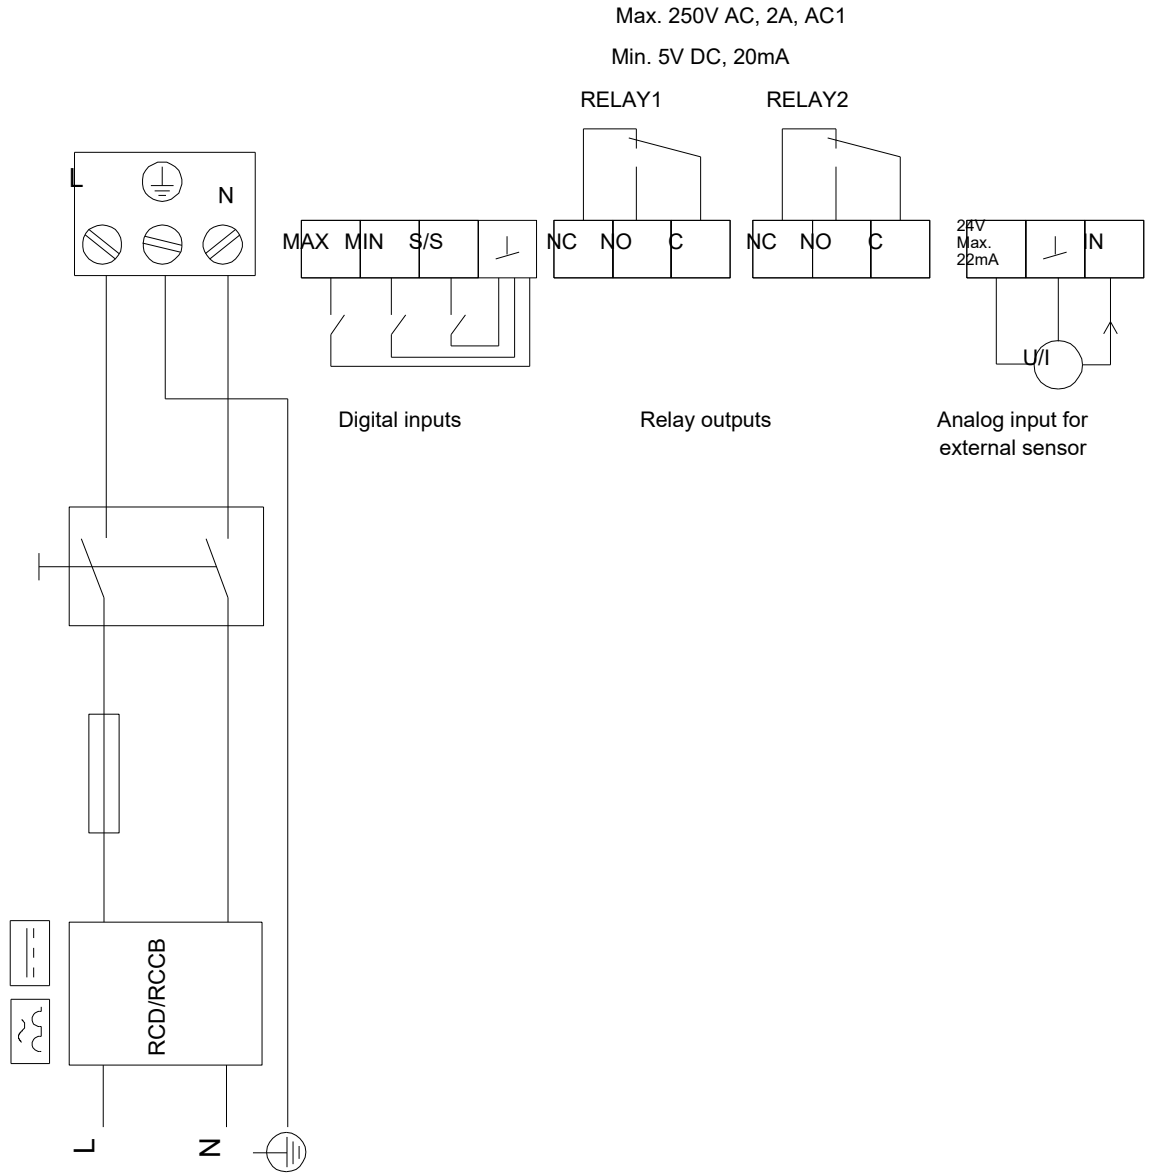 Max. 250V AC, 2A, AC1
Min. 5V DC, 20mA
RELAY1
RELAY2
L
N
MAX MIN S/S
NC NO C
NC NO C
24V
Max.
22mA
IN
U/I
Digital inputs
Relay outputs
Analog input for
external sensor
RCD/RCCB
L
N